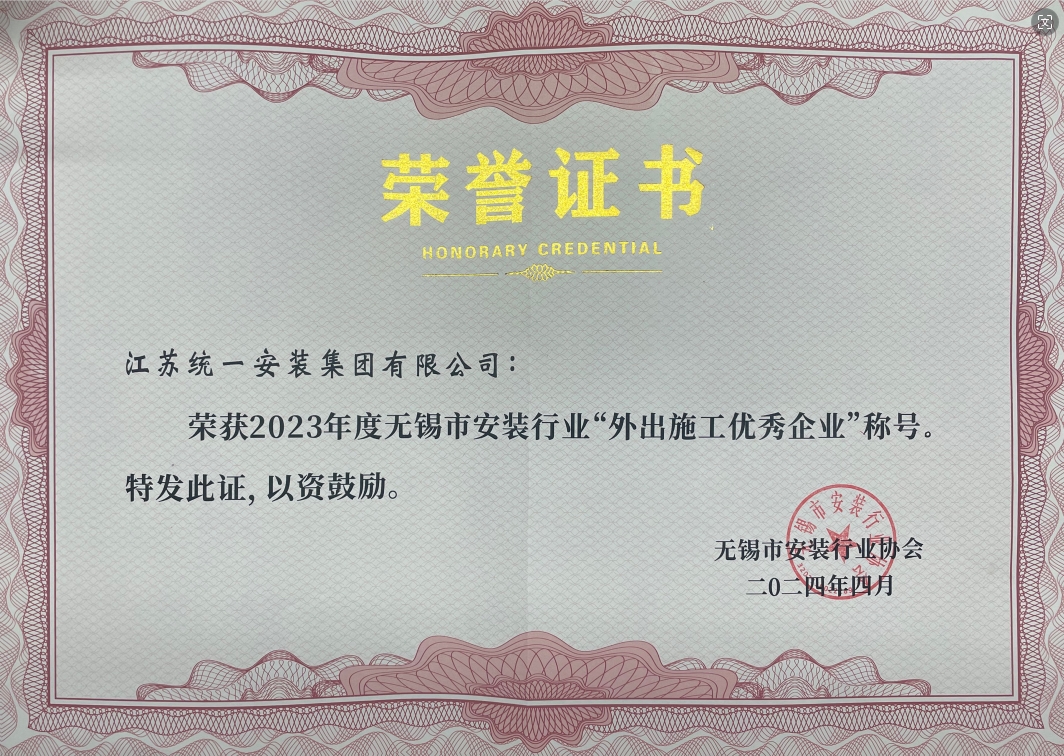 荣誉证书
HONORARY CREDENTIAL
江苏统一安装集团有限公司：
荣获2023年度无锡市安装行业“外出施工优秀企业”称号。
特发此证，以资鼓励。
无锡市安装行业协会
二0二四年四月